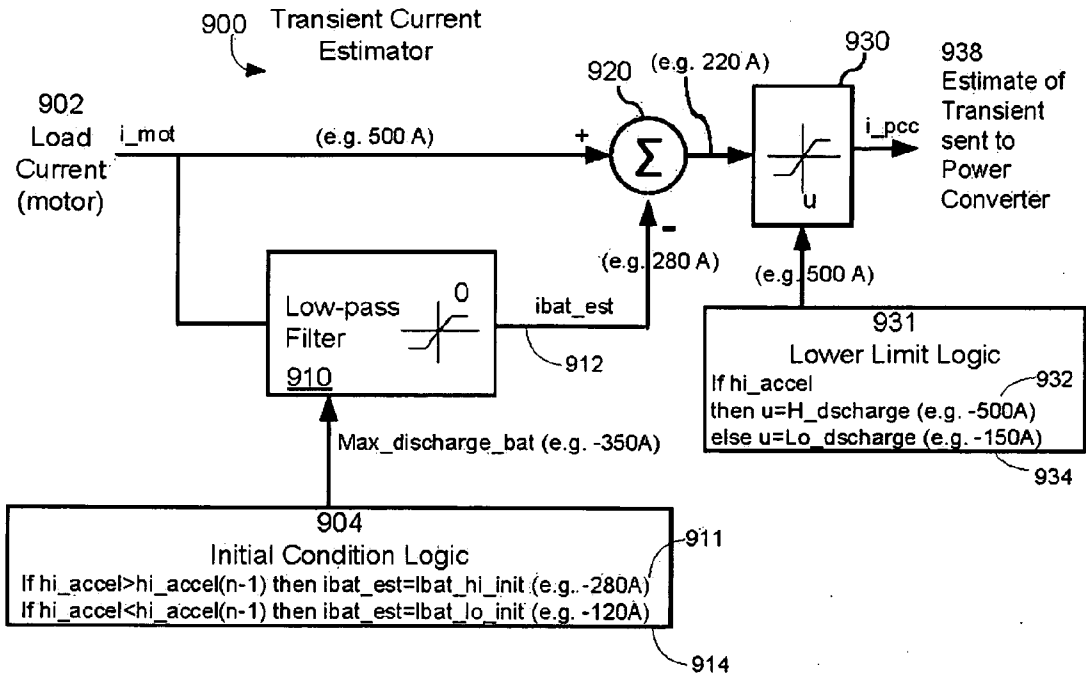 900
Transient Current
Estimator
902
Load
Current
(motor)
i_mot
(e.g. 500 A)
+
920
Σ
-
(e.g. 220 A)
930
u
i_pcc
938
Estimate of
Transient
sent to
Power
Converter
(e.g. 280 A)
(e.g. 500 A)
Low-pass
Filter
0
910
ibat_est
912
931
Lower Limit Logic
If hi_accel
932
then u=H_dscharge (e.g. -500A)
else u=Lo_dscharge (e.g. -150A)
934
Max_discharge_bat (e.g. -350A)
904
Initial Condition Logic
911
If hi_accel>hi_accel(n-1) then ibat_est=Ibat_hi_init (e.g. -280A)
If hi_accel<hi_accel(n-1) then ibat_est=Ibat_lo_init (e.g. -120A)
914